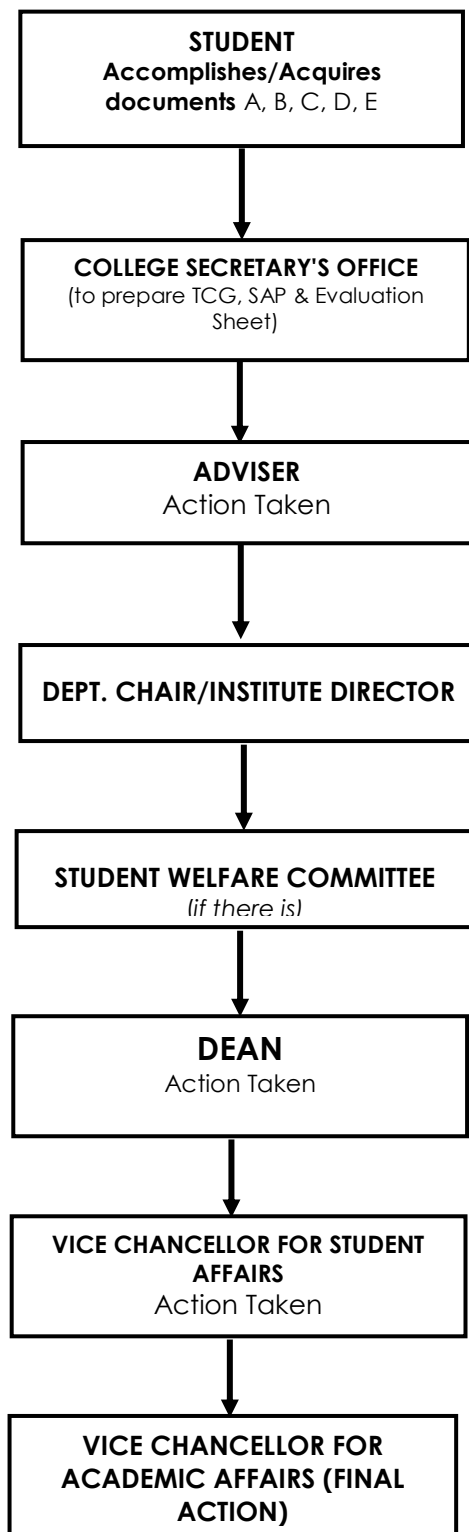 STUDENT
Accomplishes/Acquires
documents A, B, C, D, E
COLLEGE SECRETARY'S OFFICE
(to prepare TCG, SAP & Evaluation
Sheet)
ADVISER
Action Taken
DEPT. CHAIR/INSTITUTE DIRECTOR
STUDENT WELFARE COMMITTEE
(if there is)
DEAN
Action Taken
VICE CHANCELLOR FOR STUDENT
AFFAIRS
Action Taken
VICE CHANCELLOR FOR
ACADEMIC AFFAIRS (FINAL
ACTION)